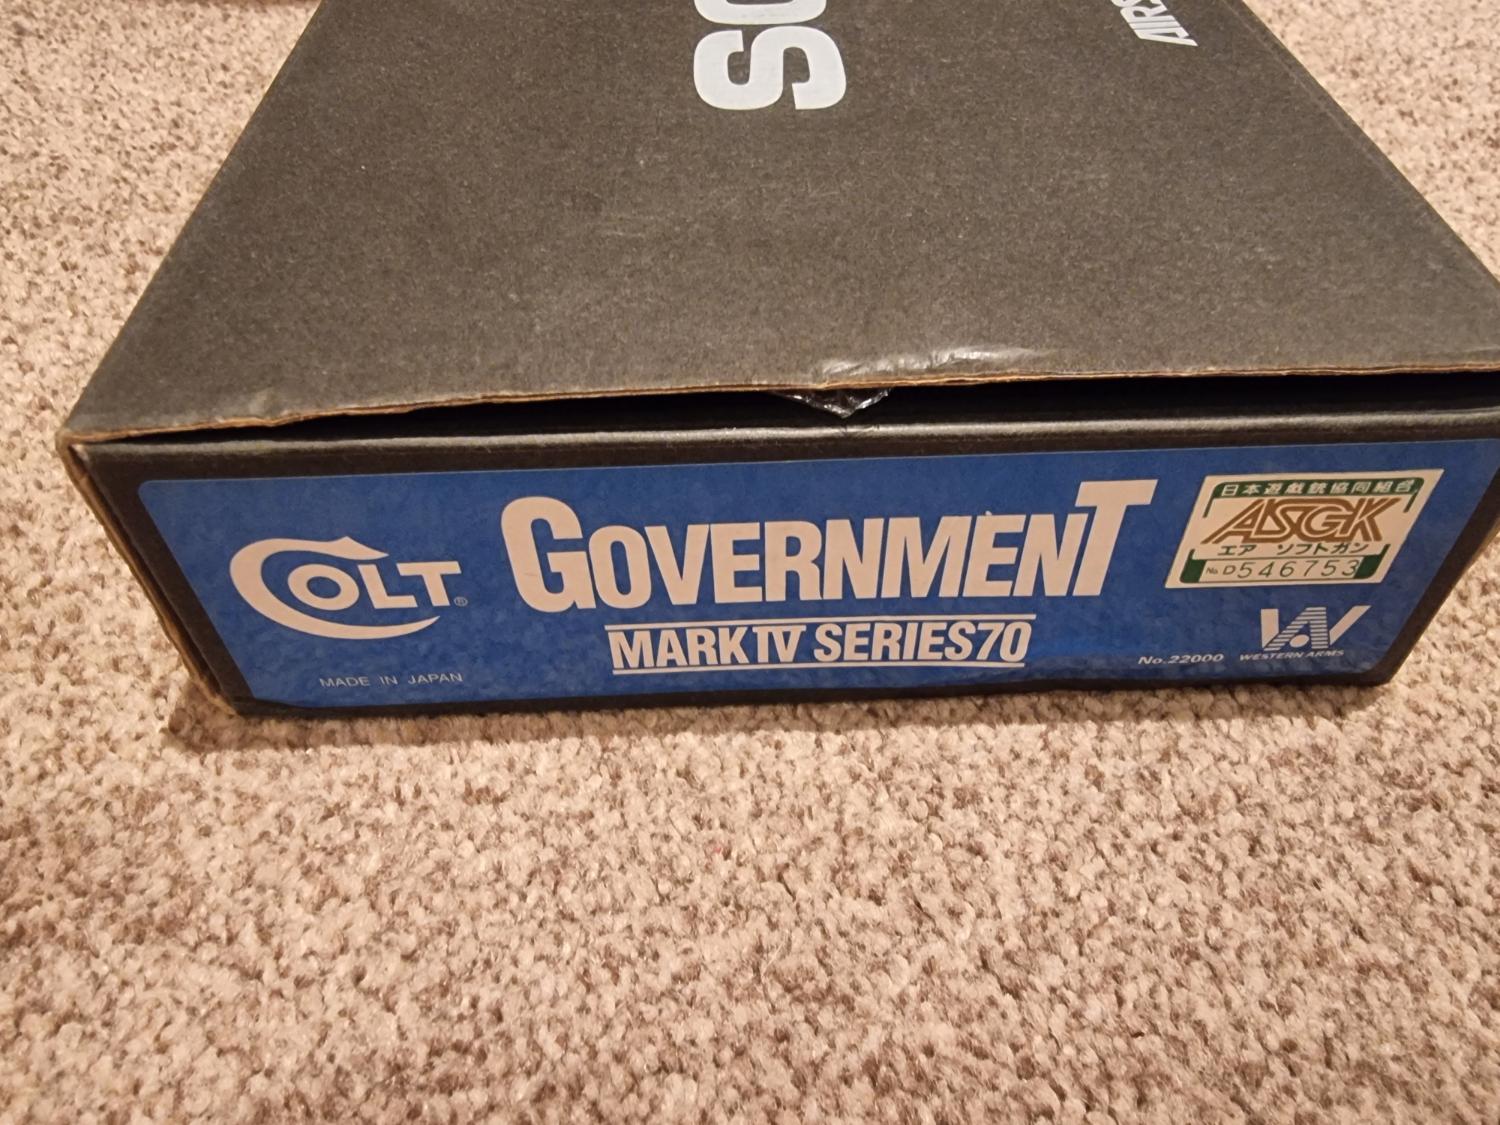 COLT®
GOVERNMENT
MARK IV SERIES70
MADE IN JAPAN
日本遊戯銃協同組合
ASGK
エア ソフトガン
No. D546753
No.22000
WESTERN ARMS